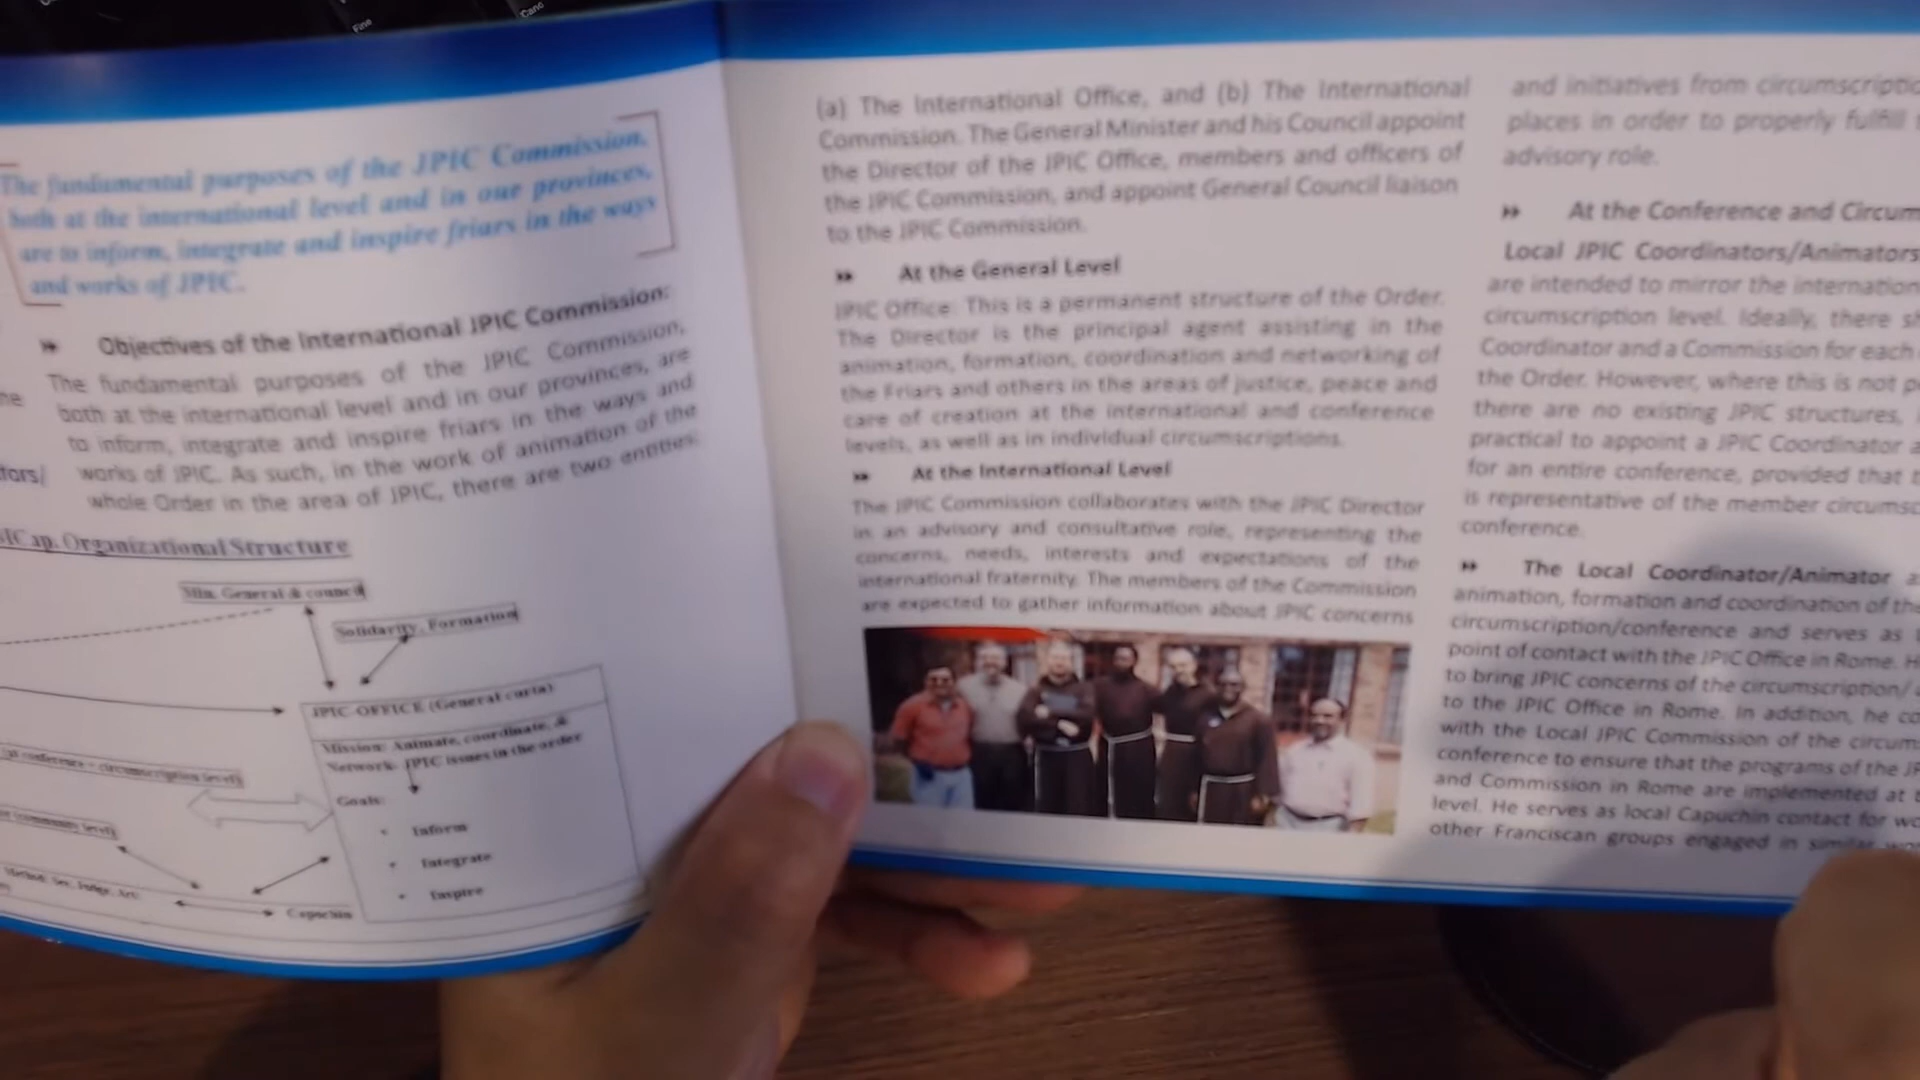 Fine
Canc
The fundamental purposes of the JPIC Commission,
both at the international level and in our provinces,
are to inform, integrate and inspire friars in the ways
and works of JPIC.
Objectives of the International JPIC Commission:
The fundamental purposes of the JPIC Commission,
both at the international level and in our provinces, are
to inform, integrate and inspire friars in the ways and
works of JPIC. As such, in the work of animation of the
whole Order in the area of JPIC, there are two entities:
Organizational Structure
Min. General & council
Solidarity, Formation
JPIC OFFICE (General curia)
Mission: Animate, coordinate, &
Network JPIC issues in the order
Goals:
• Inform
• Integrate
• Inspire
Capuchin
(a) The International Office, and (b) The International
Commission. The General Minister and his Council appoint
the Director of the JPIC Office, members and officers of
the JPIC Commission, and appoint General Council liaison
to the JPIC Commission.
At the General Level
JPIC Office: This is a permanent structure of the Order.
The Director is the principal agent assisting in the
animation, formation, coordination and networking of
the Friars and others in the areas of justice, peace and
care of creation at the international and conference
levels, as well as in individual circumscriptions.
At the International Level
The JPIC Commission collaborates with the JPIC Director
in an advisory and consultative role, representing the
concerns, needs, interests and expectations of the
international fraternity. The members of the Commission
are expected to gather information about JPIC concerns
and initiatives from
places in order to properly fulfill
advisory role.
At the Conference and
Local JPIC Coordinators/Animators
are intended to mirror the
circumscription level. Ideally, there
Coordinator and a Commission for each
the Order. However, where this is not
there are no existing JPIC structures,
practical to appoint a JPIC Coordinator
for an entire conference, provided that
is representative of the member
conference.
The Local Coordinator/Animator
animation, formation and coordination of
circumscription/conference and serves as
point of contact with the JPIC Office in Rome.
to bring JPIC concerns of the circumscription/
to the JPIC Office in Rome. In addition, he
with the Local JPIC Commission of the
conference to ensure that the programs of the
and Commission in Rome are implemented at
level. He serves as local Capuchin contact for
other Franciscan groups engaged in similar